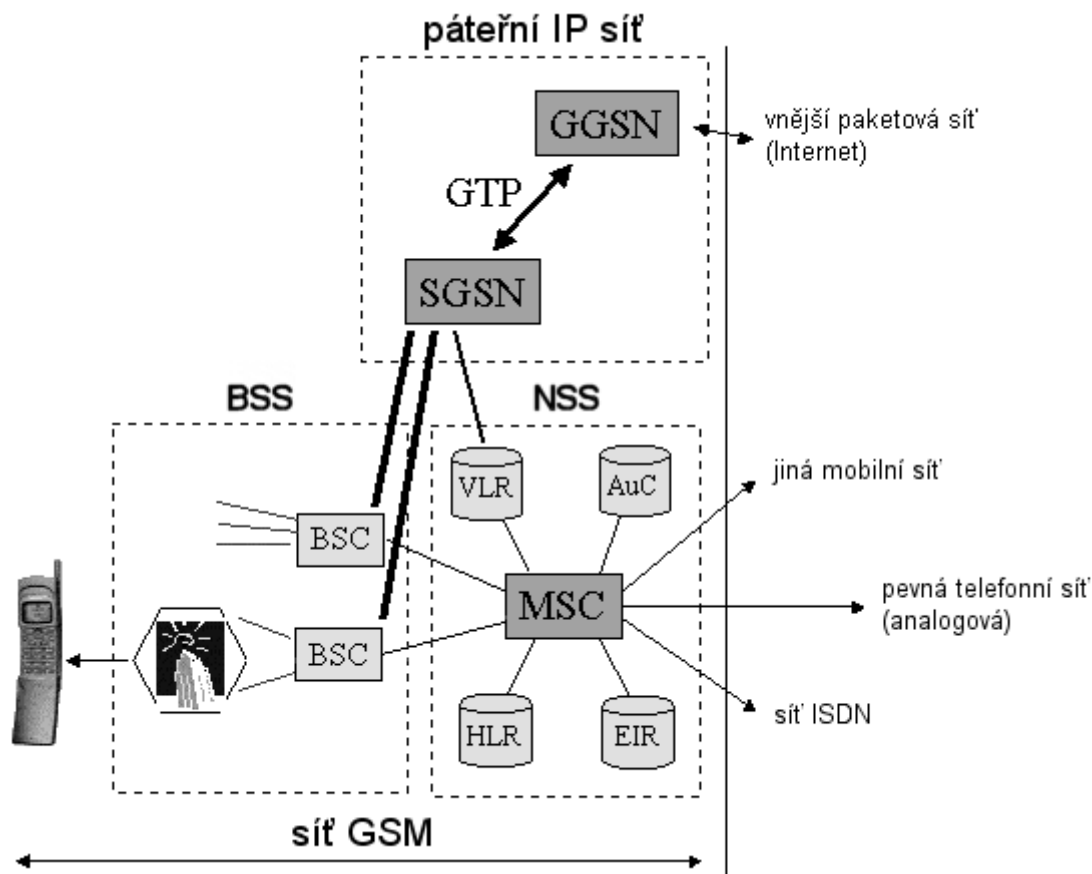 páteřní IP síť
GGSN
vnější paketová síť
(Internet)
GTP
SGSN
BSS
NSS
VLR
AuC
jiná mobilní síť
BSC
MSC
pevná telefonní síť
(analogová)
BSC
HLR
EIR
síť ISDN
síť GSM